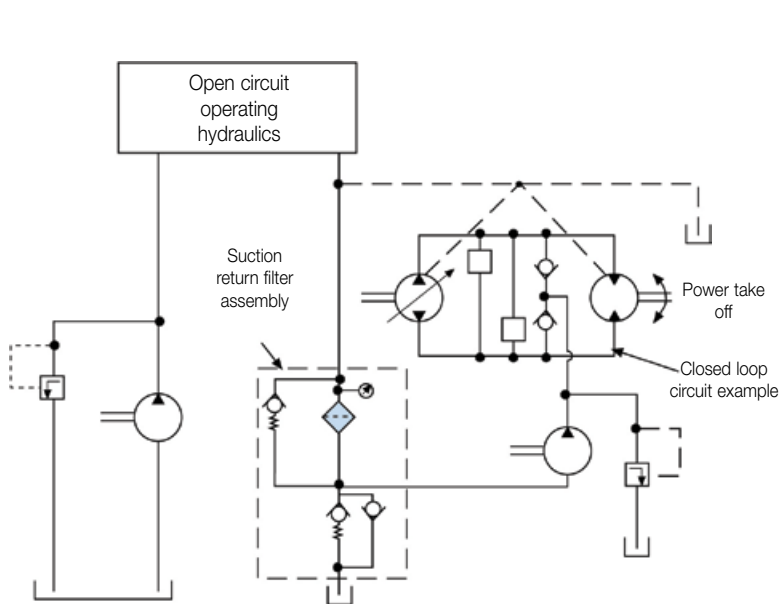 Open circuit
operating
hydraulics
Suction
return filter
assembly
Power take
off
Closed loop
circuit example